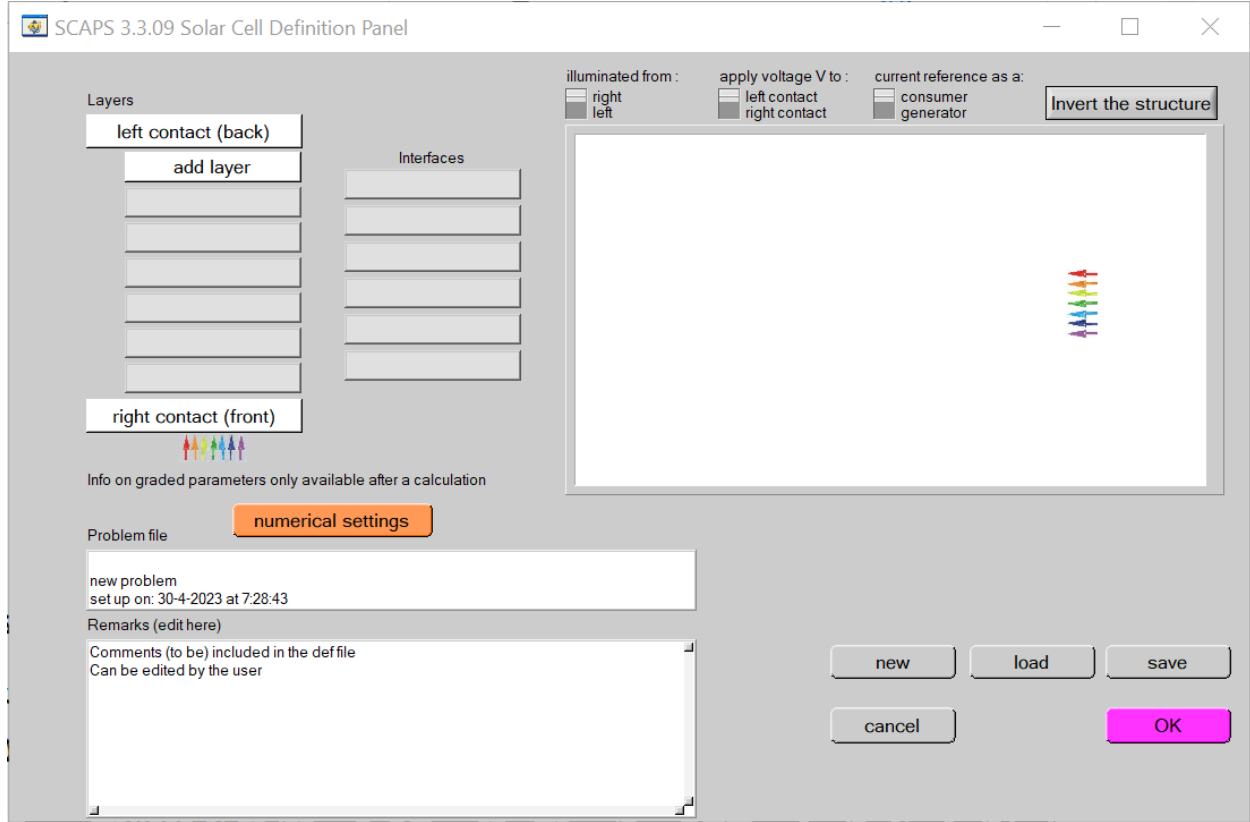 SCAPS 3.3.09 Solar Cell Definition Panel
illuminated from :
right
left
apply voltage V to :
left contact
right contact
current reference as a:
consumer
generator
Invert the structure
Layers
left contact (back)
add layer
Interfaces
right contact (front)
Info on graded parameters only available after a calculation
numerical settings
Problem file
new problem
set up on: 30-4-2023 at 7:28:43
Remarks (edit here)
Comments (to be) included in the def file
Can be edited by the user
new
load
save
cancel
OK